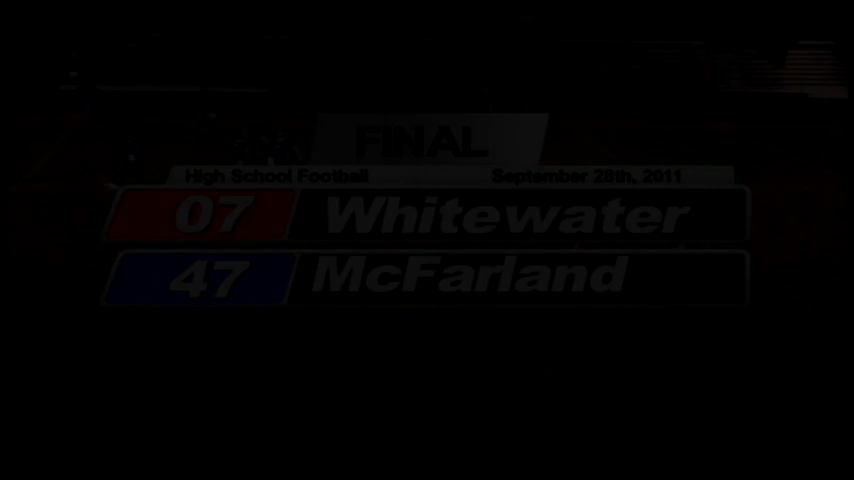 FINAL
High School Football September 28th, 2011
07 Whitewater
47 McFarland